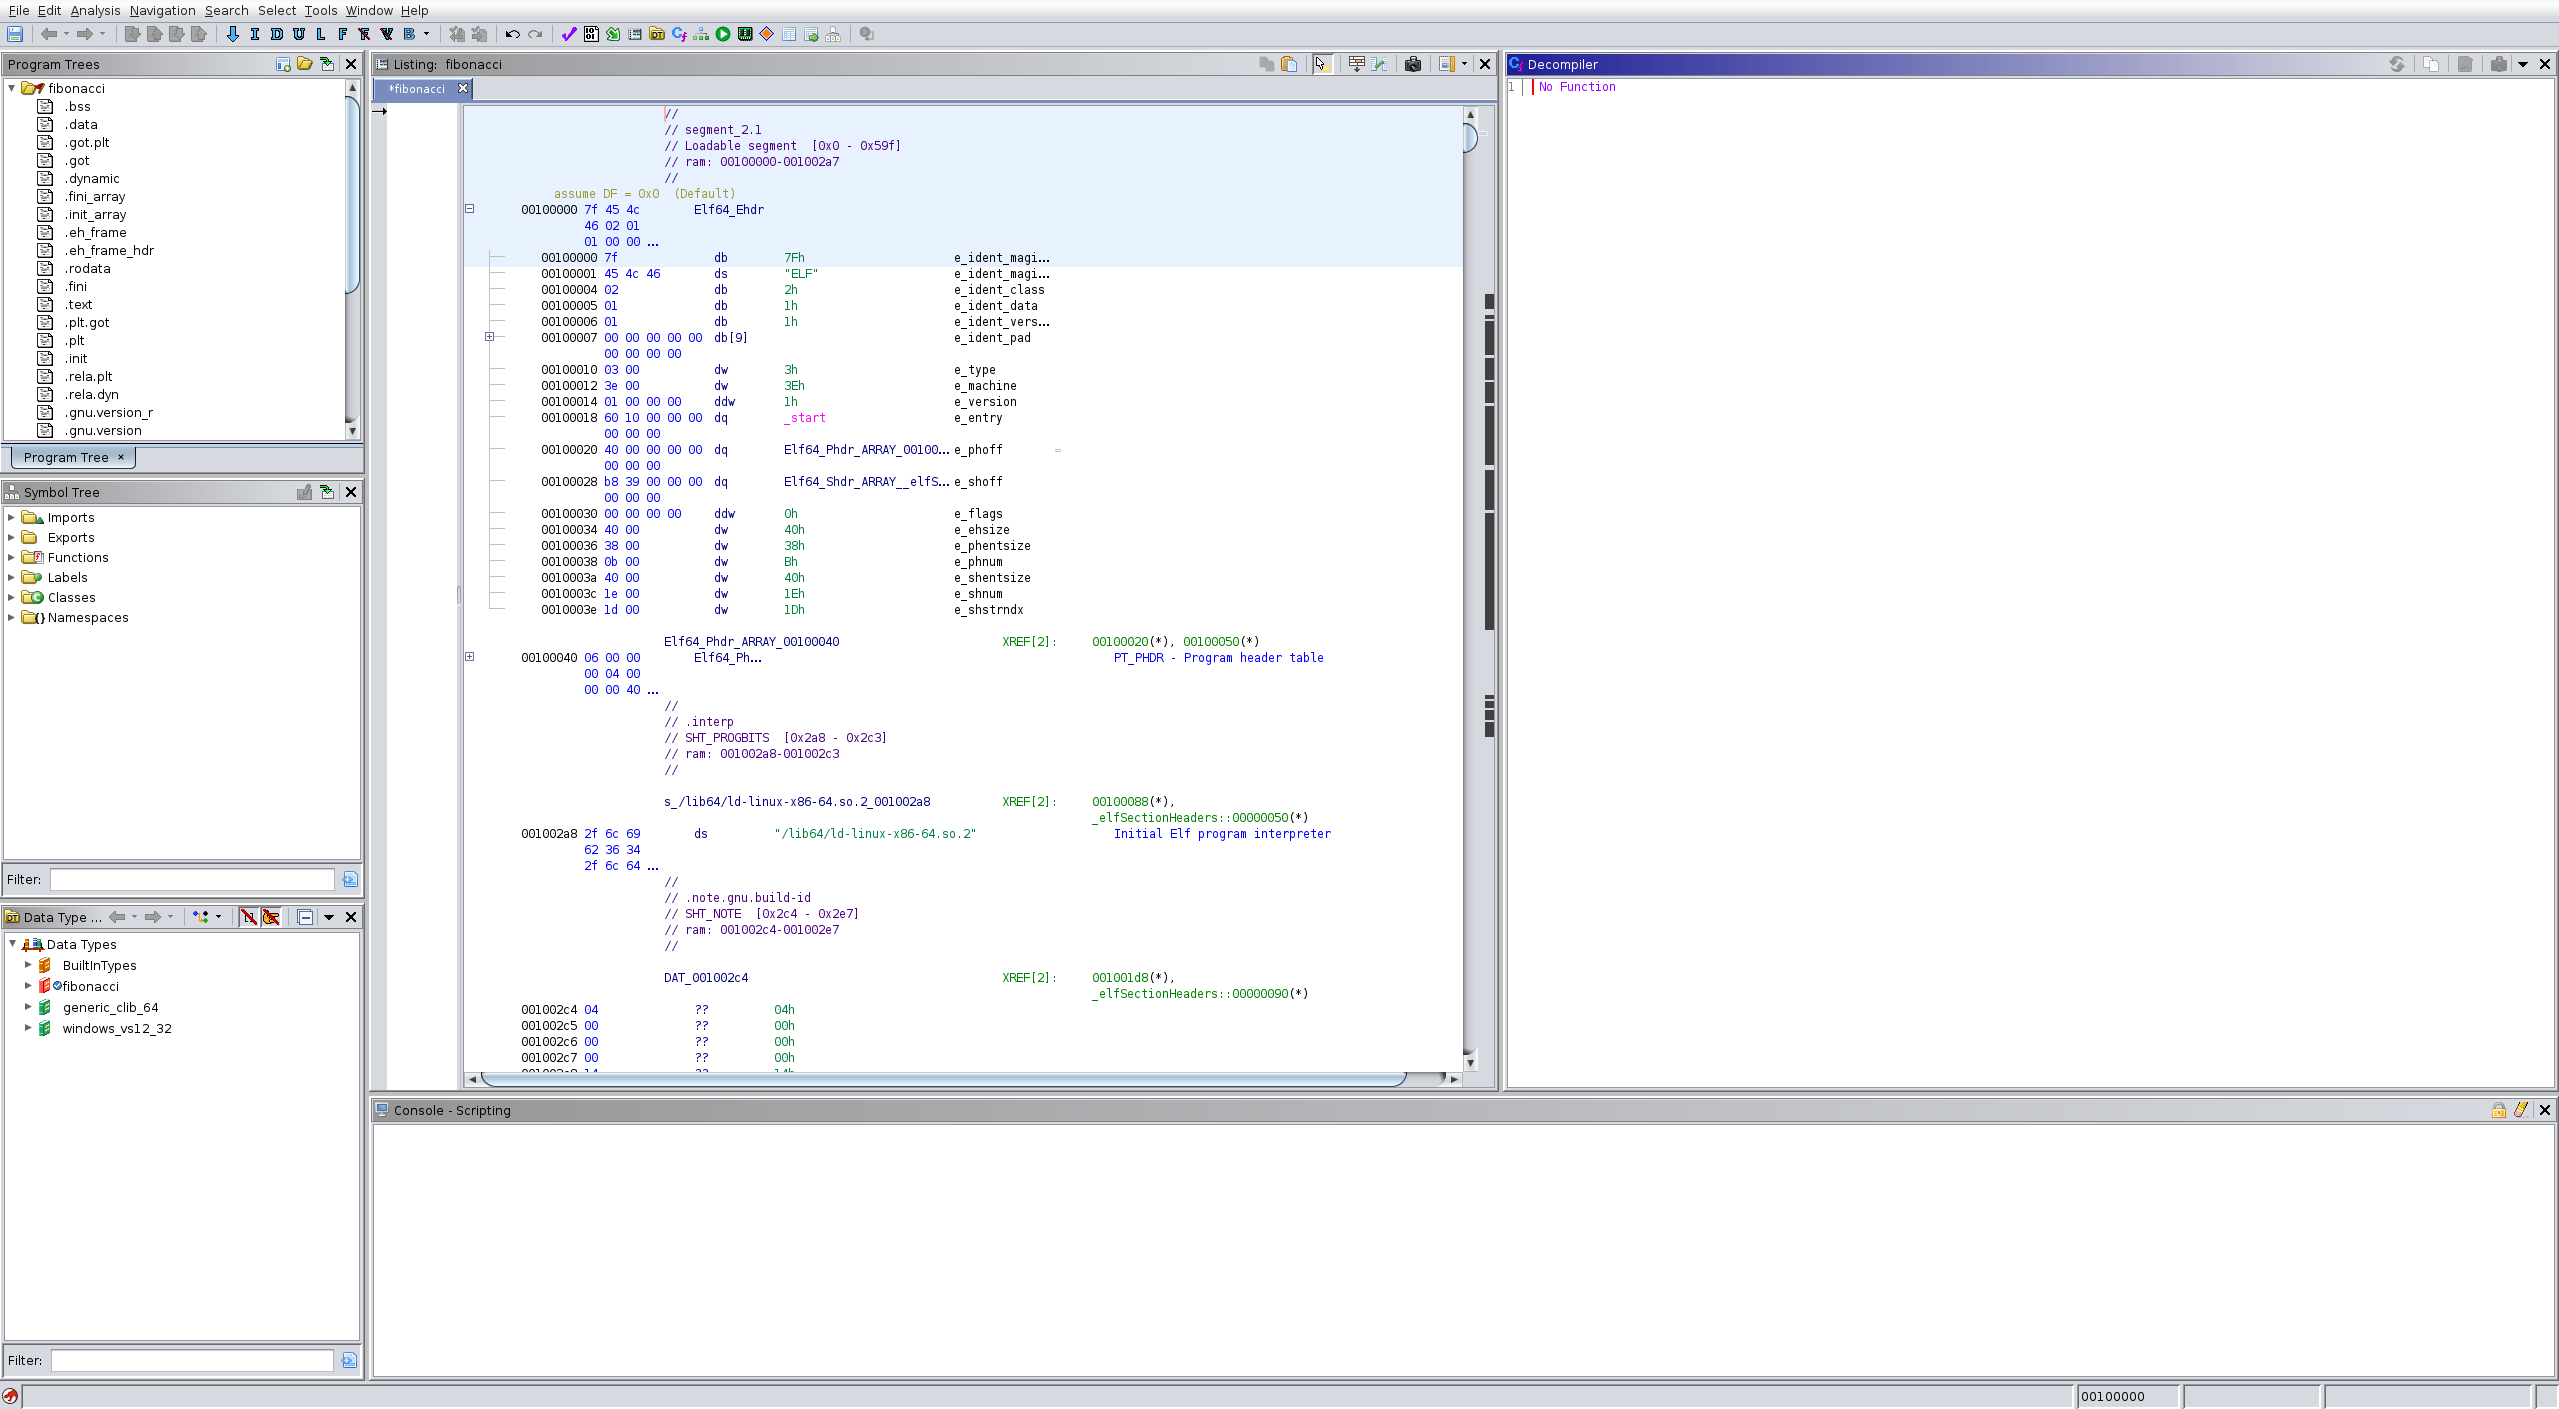 File Edit Analysis Navigation Search Select Tools Window Help
I D U L F F V B
Program Trees
fibonacci
.bss
.data
.got.plt
.got
.dynamic
.fini_array
.init_array
.eh_frame
.eh_frame_hdr
.rodata
.fini
.text
.plt.got
.plt
.init
.rela.plt
.rela.dyn
.gnu.version_r
.gnu.version
Program Tree ×
Symbol Tree
Imports
Exports
Functions
Labels
Classes
Namespaces
Filter:
Data Type ...
Data Types
BuiltInTypes
fibonacci
generic_clib_64
windows_vs12_32
Filter:
Listing: fibonacci
*fibonacci
//
// segment_2.1
// Loadable segment [0x0 - 0x59f]
// ram: 00100000-001002a7
//
assume DF = 0x0 (Default)
00100000 7f 45 4c Elf64_Ehdr
46 02 01
01 00 00 ...
00100000 7f db 7Fh e_ident_magi...
00100001 45 4c 46 ds "ELF" e_ident_magi...
00100004 02 db 2h e_ident_class
00100005 01 db 1h e_ident_data
00100006 01 db 1h e_ident_vers...
00100007 00 00 00 00 00 db[9] e_ident_pad
00 00 00 00
00100010 03 00 dw 3h e_type
00100012 3e 00 dw 3Eh e_machine
00100014 01 00 00 00 ddw 1h e_version
00100018 60 10 00 00 00 dq _start e_entry
00 00 00
00100020 40 00 00 00 00 dq Elf64_Phdr_ARRAY_00100... e_phoff =
00 00 00
00100028 b8 39 00 00 00 dq Elf64_Shdr_ARRAY__elfS... e_shoff
00 00 00
00100030 00 00 00 00 ddw 0h e_flags
00100034 40 00 dw 40h e_ehsize
00100036 38 00 dw 38h e_phentsize
00100038 0b 00 dw Bh e_phnum
0010003a 40 00 dw 40h e_shentsize
0010003c 1e 00 dw 1Eh e_shnum
0010003e 1d 00 dw 1Dh e_shstrndx
Elf64_Phdr_ARRAY_00100040 XREF[2]: 00100020(*), 00100050(*)
00100040 06 00 00 Elf64_Ph... PT_PHDR - Program header table
00 04 00
00 00 40 ...
//
// .interp
// SHT_PROGBITS [0x2a8 - 0x2c3]
// ram: 001002a8-001002c3
//
s_/lib64/ld-linux-x86-64.so.2_001002a8 XREF[2]: 00100088(*),
_elfSectionHeaders::00000050(*)
001002a8 2f 6c 69 ds "/lib64/ld-linux-x86-64.so.2" Initial Elf program interpreter
62 36 34
2f 6c 64 ...
//
// .note.gnu.build-id
// SHT_NOTE [0x2c4 - 0x2e7]
// ram: 001002c4-001002e7
//
DAT_001002c4 XREF[2]: 001001d8(*),
_elfSectionHeaders::00000090(*)
001002c4 04 ?? 04h
001002c5 00 ?? 00h
001002c6 00 ?? 00h
001002c7 00 ?? 00h
Decompiler
1 No Function
Console - Scripting
00100000